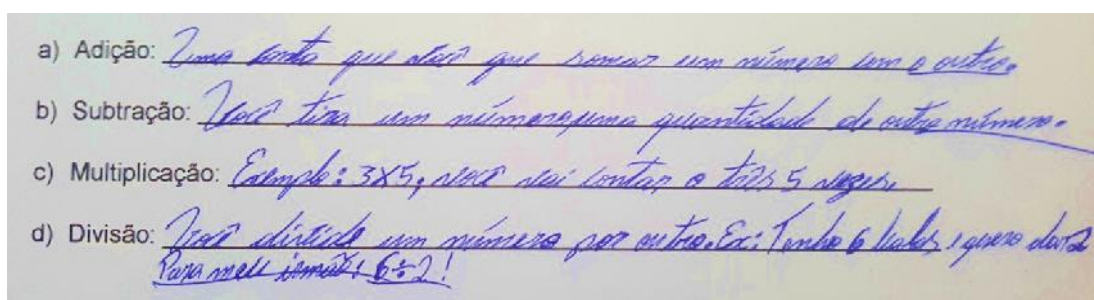 a) Adição: Uma conta que você que somar um número com o outro.
b) Subtração: Você tira um número, uma quantidade de outro número.
c) Multiplicação: Exemplo: 3X5, você vai contar o três 5 vezes.
d) Divisão: Você divide um número por outro. Ex: Tenho 6 balas, e quero dar 2
Para meu irmão: 6÷2!